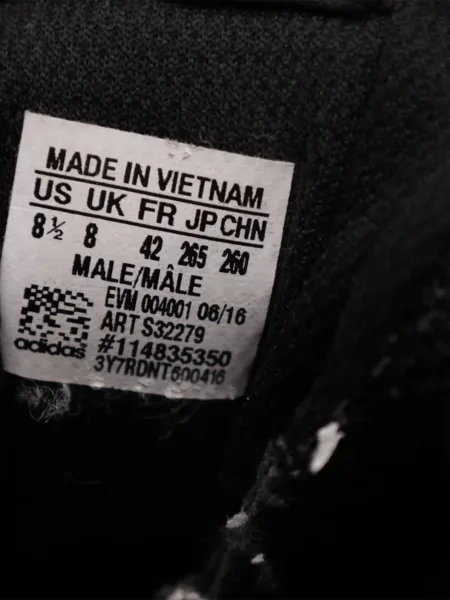 MADE IN VIETNAM
US UK FR JP CHN
8½ 8 42 265 260
MALE/MÂLE
EVM 004001 06/16
ART S32279
#114835350
adidas
3Y7RDNT600416